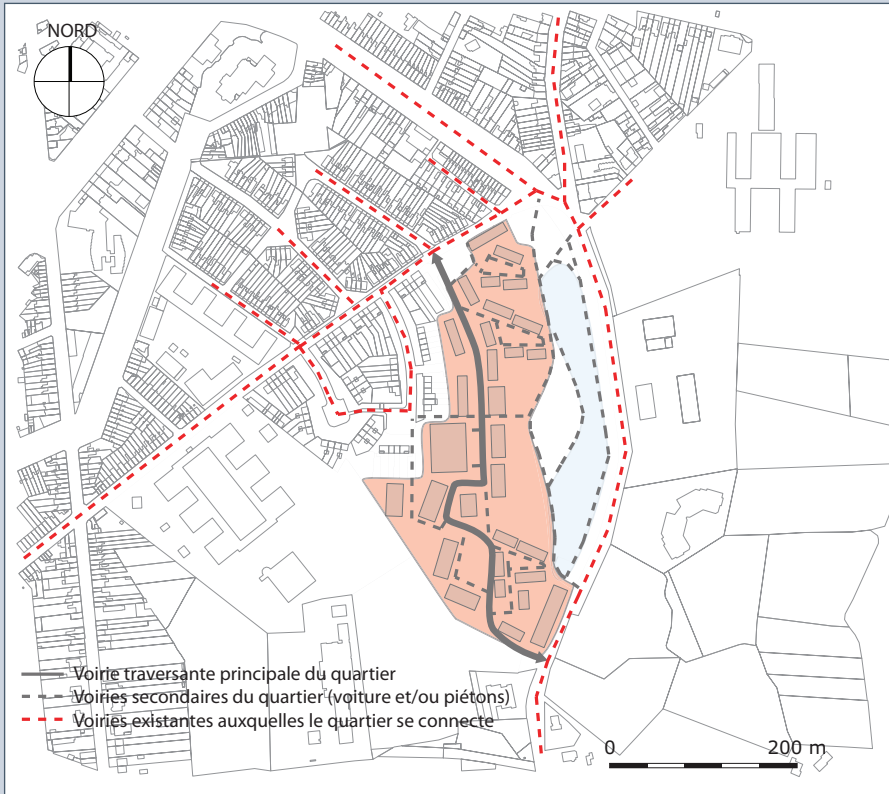 NORD
Voirie traversante principale du quartier
Voiries secondaires du quartier (voiture et/ou piétons)
Voiries existantes auxquelles le quartier se connecte
0 200 m